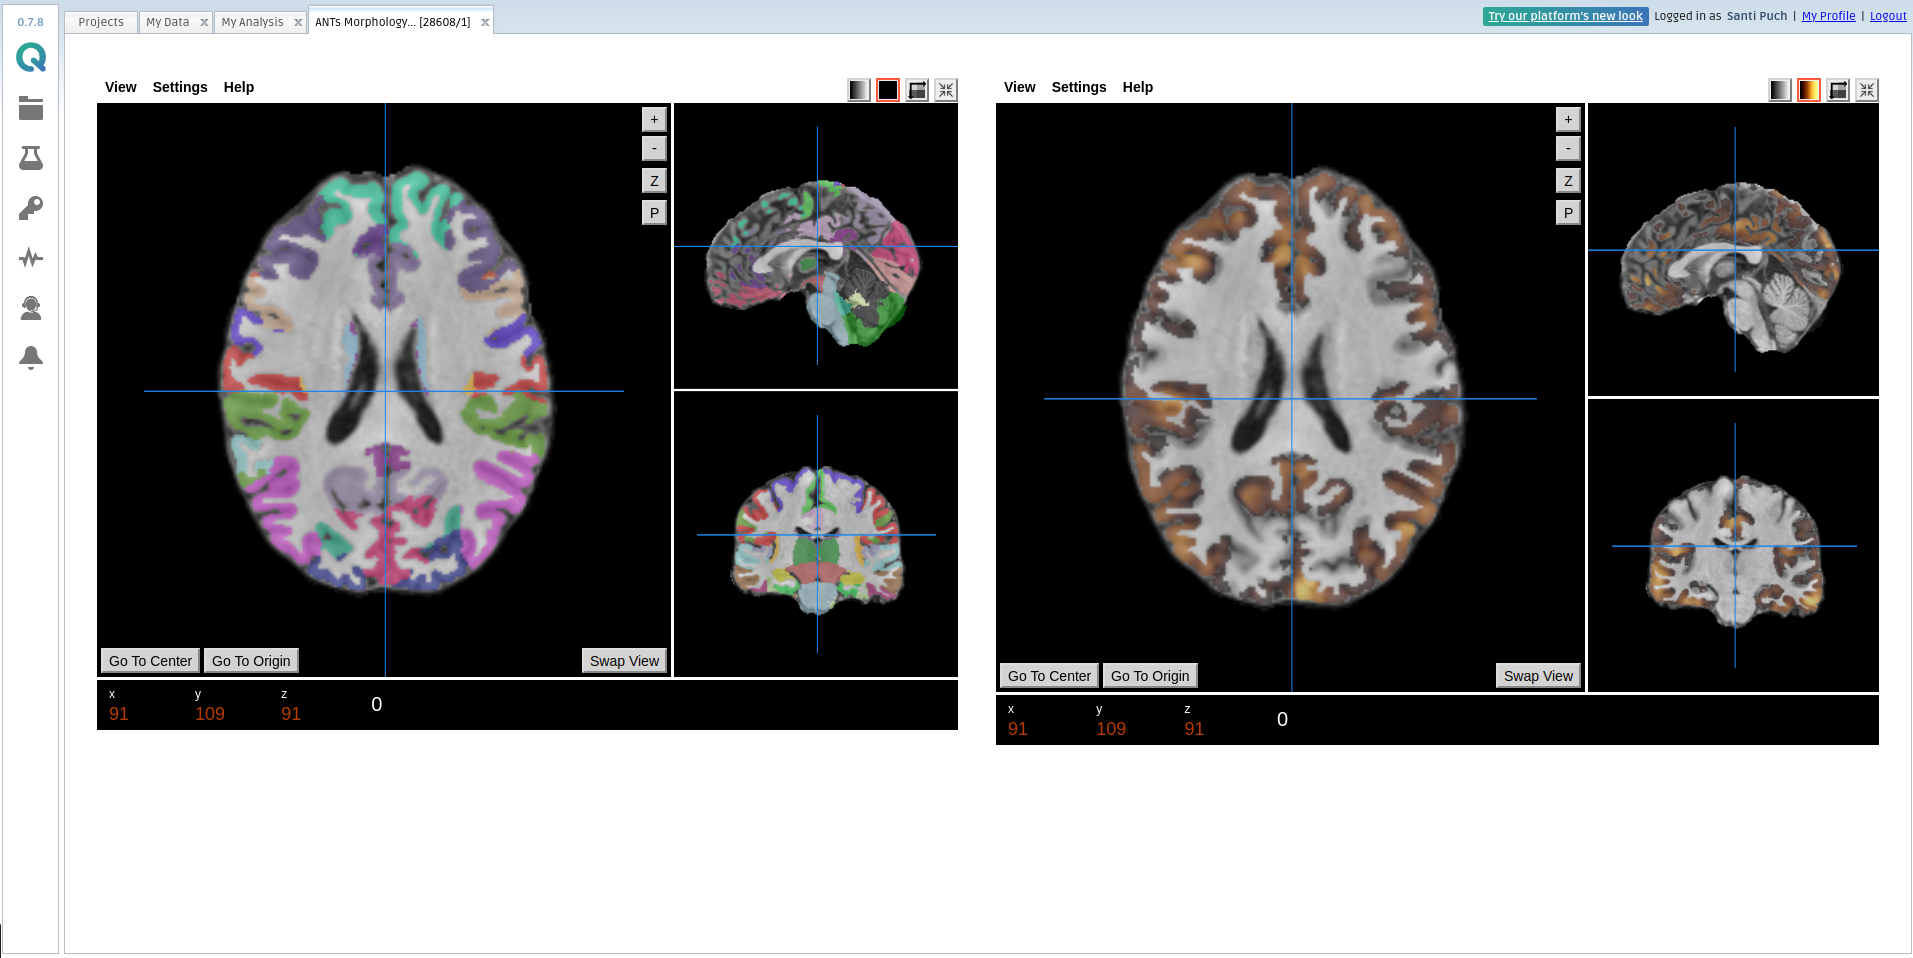 0.7.8
Projects
My Data x
My Analysis x
ANTs Morphology... [28608/1] x
Try our platform's new look Logged in as Santi Puch | My Profile | Logout
View Settings Help
+
-
Z
P
Go To Center Go To Origin Swap View
x y z
91 109 91 0
View Settings Help
+
-
Z
P
Go To Center Go To Origin Swap View
x y z
91 109 91 0